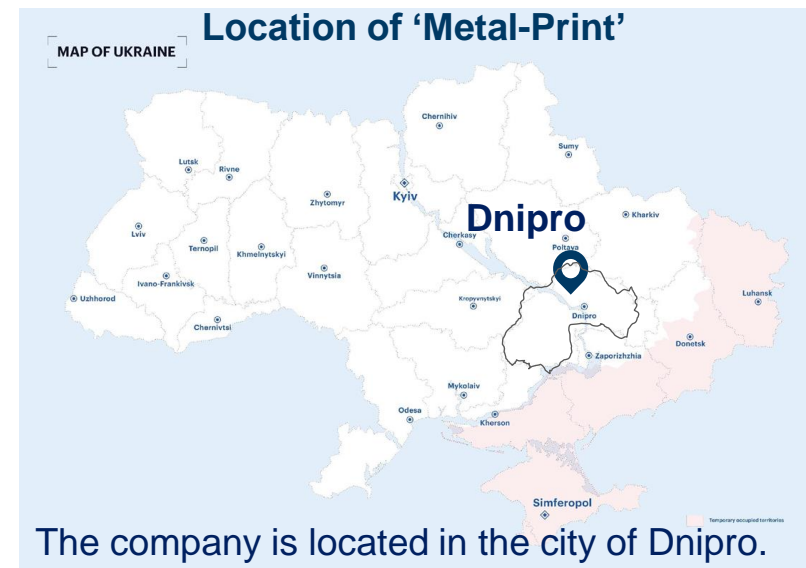 Location of ‘Metal-Print’
MAP OF UKRAINE
Chernihiv
Sumy
Lutsk
Rivne
Kyiv
Zhytomyr
Dnipro
Kharkiv
Lviv
Ternopil
Khmelnytskyi
Cherkasy
Poltava
Vinnytsia
Ivano-Frankivsk
Uzhhorod
Kropyvnytskyi
Luhansk
Dnipro
Chernivtsi
Donetsk
Zaporizhzhia
Mykolaiv
Odesa
Kherson
Simferopol
Temporary occupied territories
The company is located in the city of Dnipro.